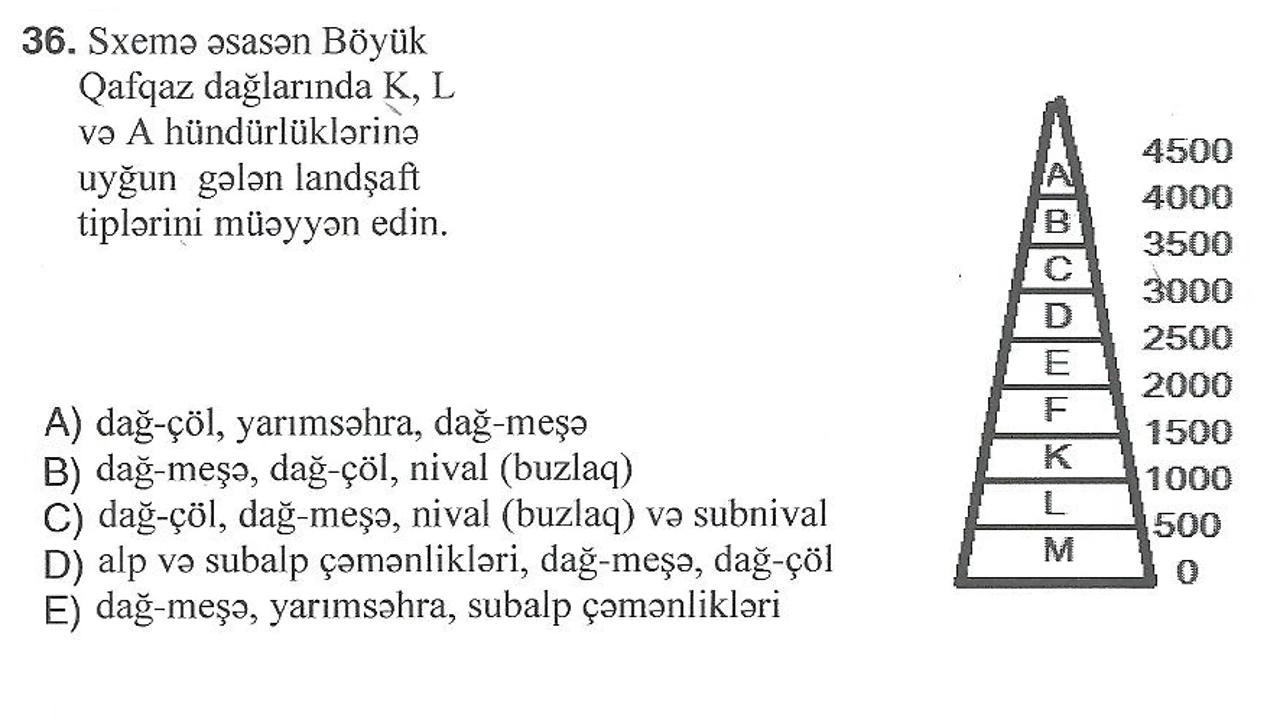 36. Sxemə əsasən Böyük
Qafqaz dağlarında K, L
və A hündürlüklərinə
uyğun gələn landşaft
tiplərini müəyyən edin.
A) dağ-çöl, yarımsəhra, dağ-meşə
B) dağ-meşə, dağ-çöl, nival (buzlaq)
C) dağ-çöl, dağ-meşə, nival (buzlaq) və subnival
D) alp və subalp çəmənlikləri, dağ-meşə, dağ-çöl
E) dağ-meşə, yarımsəhra, subalp çəmənlikləri
4500
A
4000
B
3500
C
3000
D
2500
E
2000
F
1500
K
1000
L
500
M
0